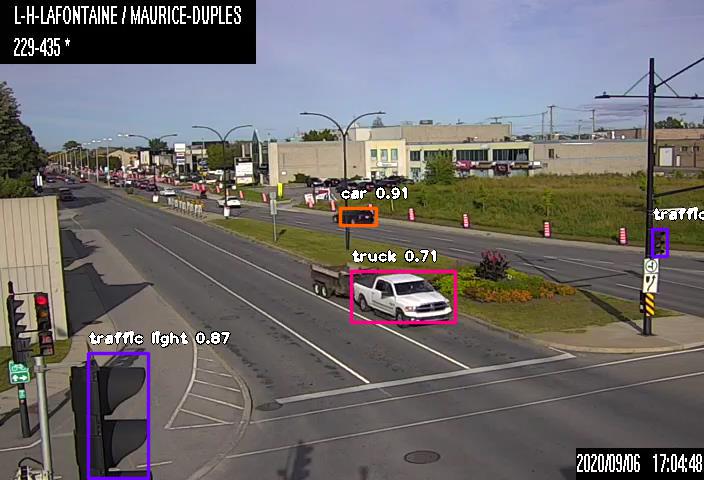 L-H-LAFONTAINE / MAURICE-DUPLES
229-435 *
car 0.91
traffic
truck 0.71
traffic light 0.87
2020/09/06 17:04:48